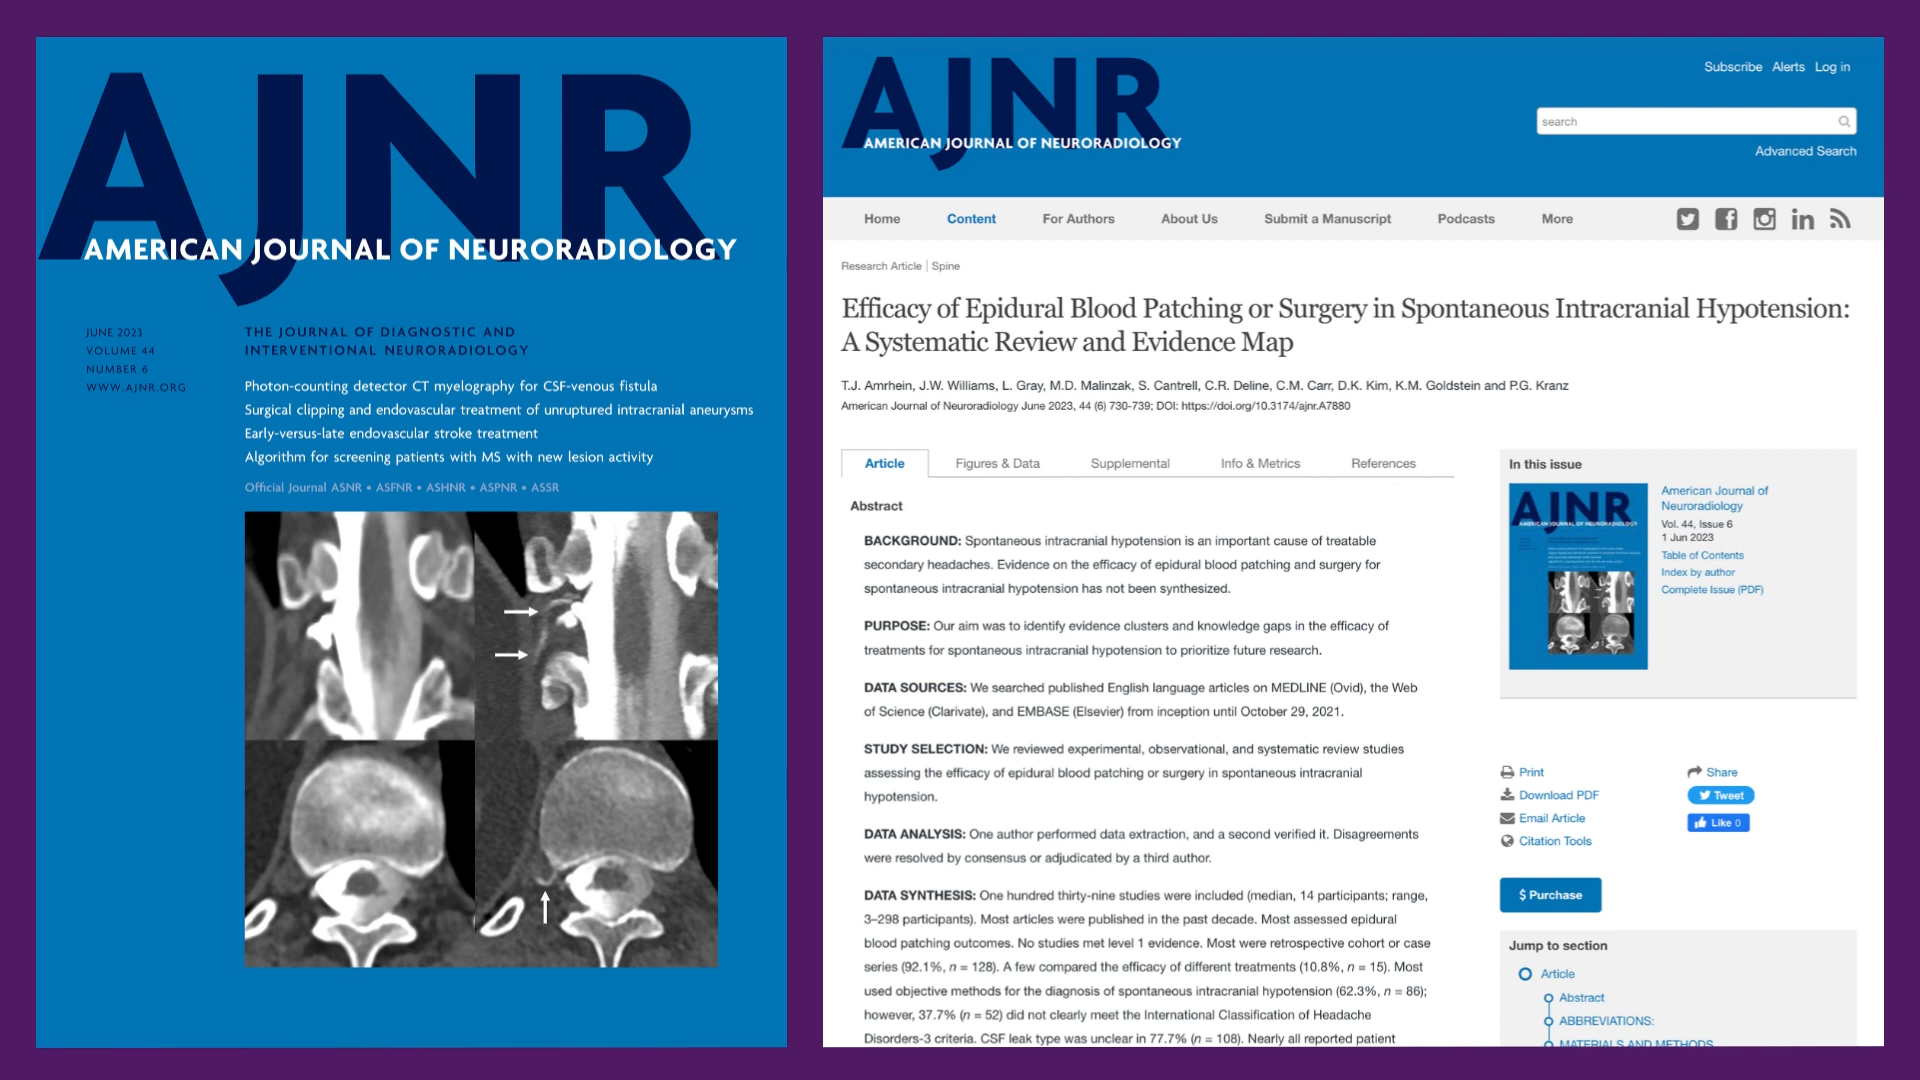 AJNR
AMERICAN JOURNAL OF NEURORADIOLOGY
JUNE 2023
VOLUME 44
NUMBER 6
WWW.AJNR.ORG
THE JOURNAL OF DIAGNOSTIC AND
INTERVENTIONAL NEURORADIOLOGY
Photon-counting detector CT myelography for CSF-venous fistula
Surgical clipping and endovascular treatment of unruptured intracranial aneurysms
Early-versus-late endovascular stroke treatment
Algorithm for screening patients with MS with new lesion activity
Official Journal ASNR • ASFNR • ASHNR • ASPNR • ASSR
AJNR
AMERICAN JOURNAL OF NEURORADIOLOGY
Subscribe Alerts Log in
search
Advanced Search
Home Content For Authors About Us Submit a Manuscript Podcasts More
Research Article | Spine
Efficacy of Epidural Blood Patching or Surgery in Spontaneous Intracranial Hypotension:
A Systematic Review and Evidence Map
T.J. Amrhein, J.W. Williams, L. Gray, M.D. Malinzak, S. Cantrell, C.R. Deline, C.M. Carr, D.K. Kim, K.M. Goldstein and P.G. Kranz
American Journal of Neuroradiology June 2023, 44 (6) 730-739; DOI: https://doi.org/10.3174/ajnr.A7880
Article Figures & Data Supplemental Info & Metrics References
Abstract
BACKGROUND: Spontaneous intracranial hypotension is an important cause of treatable
secondary headaches. Evidence on the efficacy of epidural blood patching and surgery for
spontaneous intracranial hypotension has not been synthesized.
PURPOSE: Our aim was to identify evidence clusters and knowledge gaps in the efficacy of
treatments for spontaneous intracranial hypotension to prioritize future research.
DATA SOURCES: We searched published English language articles on MEDLINE (Ovid), the Web
of Science (Clarivate), and EMBASE (Elsevier) from inception until October 29, 2021.
STUDY SELECTION: We reviewed experimental, observational, and systematic review studies
assessing the efficacy of epidural blood patching or surgery in spontaneous intracranial
hypotension.
DATA ANALYSIS: One author performed data extraction, and a second verified it. Disagreements
were resolved by consensus or adjudicated by a third author.
DATA SYNTHESIS: One hundred thirty-nine studies were included (median, 14 participants; range,
3–298 participants). Most articles were published in the past decade. Most assessed epidural
blood patching outcomes. No studies met level 1 evidence. Most were retrospective cohort or case
series (92.1%, n = 128). A few compared the efficacy of different treatments (10.8%, n = 15). Most
used objective methods for the diagnosis of spontaneous intracranial hypotension (62.3%, n = 86);
however, 37.7% (n = 52) did not clearly meet the International Classification of Headache
Disorders-3 criteria. CSF leak type was unclear in 77.7% (n = 108). Nearly all reported patient
In this issue
AJNR
AMERICAN JOURNAL OF NEURORADIOLOGY
American Journal of
Neuroradiology
Vol. 44, Issue 6
1 Jun 2023
Table of Contents
Index by author
Complete Issue (PDF)
Print
Download PDF
Email Article
Citation Tools
Share
Tweet
Like 0
$ Purchase
Jump to section
Article
Abstract
ABBREVIATIONS:
MATERIALS AND METHODS